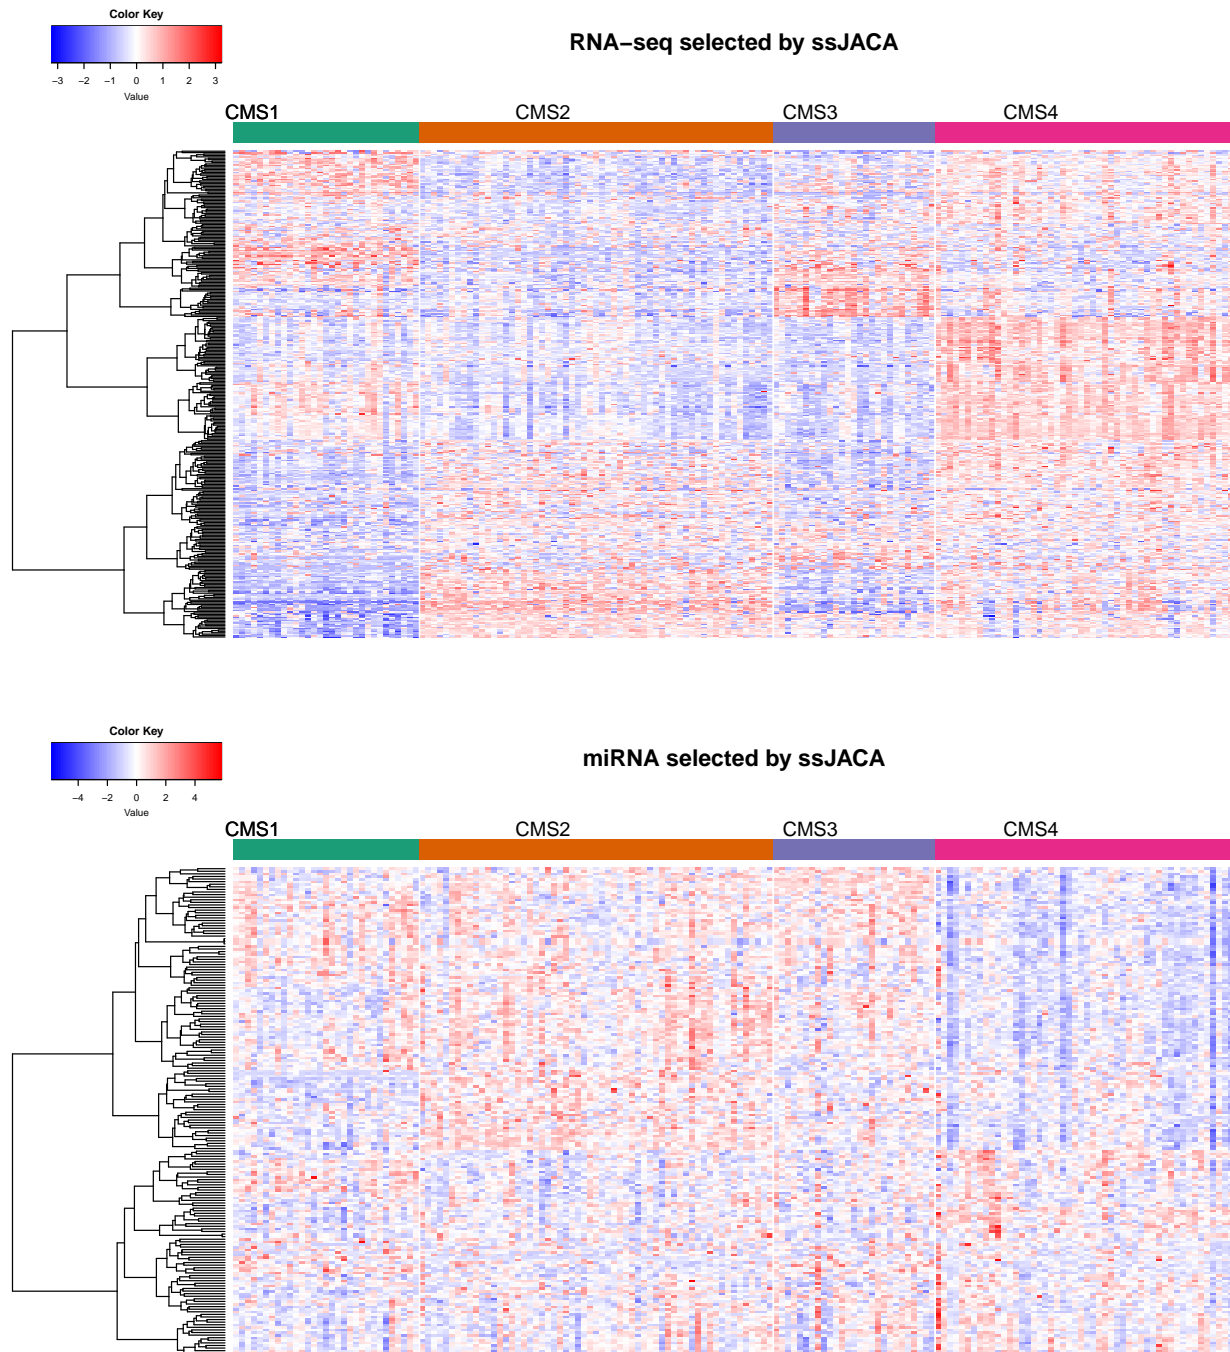 Color Key
−3 −2 −1 0 1 2 3
Value
RNA−seq selected by ssJACA
CMS1 CMS2 CMS3 CMS4
Color Key
−4 −2 0 2 4
Value
miRNA selected by ssJACA
CMS1 CMS2 CMS3 CMS4